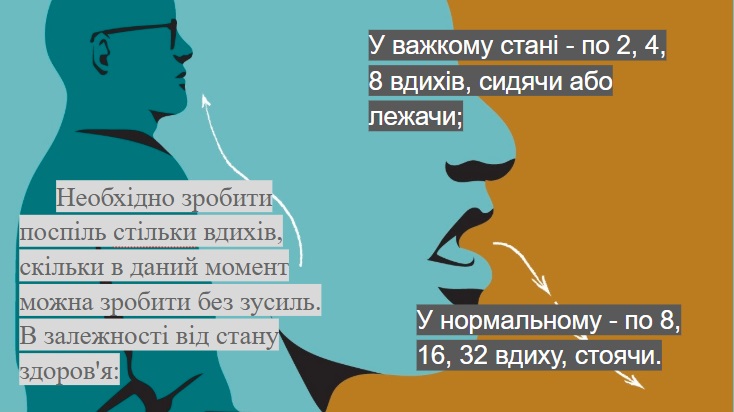 Необхідно зробити
поспіль стільки вдихів,
скільки в даний момент
можна зробити без зусиль.
В залежності від стану
здоров'я:
У важкому стані - по 2, 4,
8 вдихів, сидячи або
лежачи;
У нормальному - по 8,
16, 32 вдиху, стоячи.